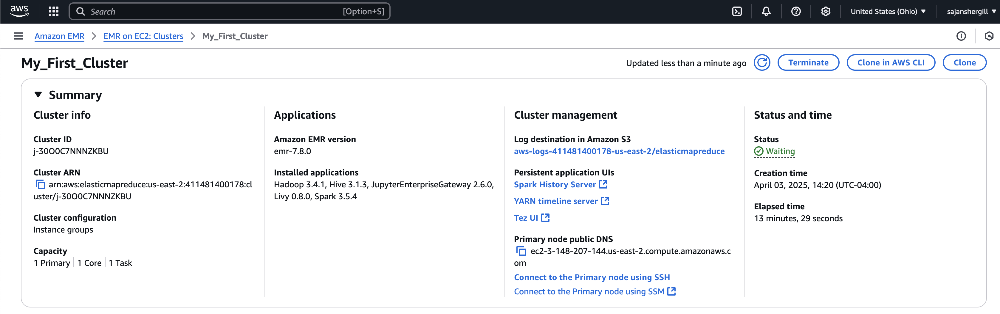 aws
Search [Option+S]
United States (Ohio)
sajanshergill
Amazon EMR
EMR on EC2: Clusters
My_First_Cluster
My_First_Cluster
Updated less than a minute ago
Terminate
Clone in AWS CLI
Clone
Summary
Cluster info
Cluster ID
j-30O0C7NNNZKBU
Cluster ARN
arn:aws:elasticmapreduce:us-east-2:411481400178:cl
uster/j-30O0C7NNNZKBU
Cluster configuration
Instance groups
Capacity
1 Primary 1 Core 1 Task
Applications
Amazon EMR version
emr-7.8.0
Installed applications
Hadoop 3.4.1, Hive 3.1.3, JupyterEnterpriseGateway 2.6.0,
Livy 0.8.0, Spark 3.5.4
Cluster management
Log destination in Amazon S3
aws-logs-411481400178-us-east-2/elasticmapreduce
Persistent application UIs
Spark History Server
YARN timeline server
Tez UI
Primary node public DNS
ec2-3-148-207-144.us-east-2.compute.amazonaws.c
om
Connect to the Primary node using SSH
Connect to the Primary node using SSM
Status and time
Status
Waiting
Creation time
April 03, 2025, 14:20 (UTC-04:00)
Elapsed time
13 minutes, 29 seconds